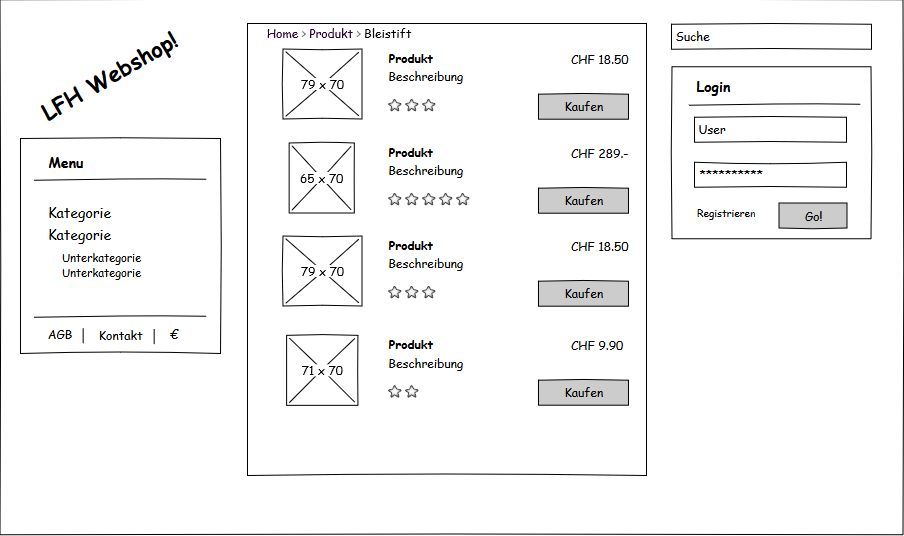 LFH Webshop!
Menu
Kategorie
Kategorie
Unterkategorie
Unterkategorie
AGB | Kontakt | €
Home > Produkt > Bleistift
79 x 70
Produkt
Beschreibung
CHF 18.50
Kaufen
65 x 70
Produkt
Beschreibung
CHF 289.-
Kaufen
79 x 70
Produkt
Beschreibung
CHF 18.50
Kaufen
71 x 70
Produkt
Beschreibung
CHF 9.90
Kaufen
Suche
Login
User
**********
Registrieren
Go!